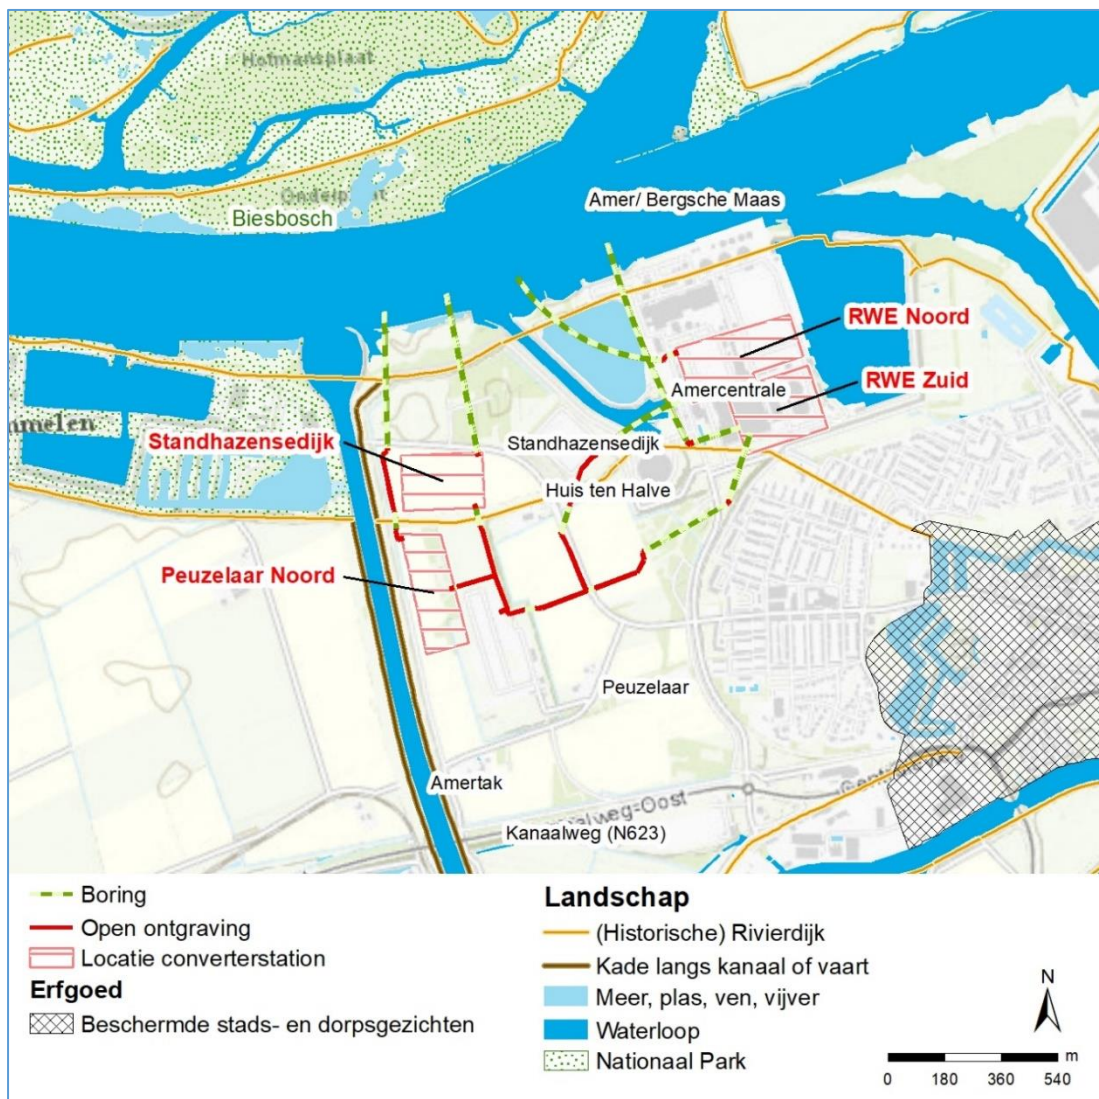 Hofmansplaat
Biesbosch
Amer/ Bergsche Maas
RWE Noord
RWE Zuid
Amercentrale
Standhazensedijk
Standhazensedijk
Huis ten Halve
Peuzelaar Noord
Peuzelaar
Amertak
Kanaalweg (N623)
Boring
Open ontgraving
Locatie converterstation
Erfgoed
Beschermde stads- en dorpsgezichten
Landschap
(Historische) Rivierdijk
Kade langs kanaal of vaart
Meer, plas, ven, vijver
Waterloop
Nationaal Park
N
m
0 180 360 540